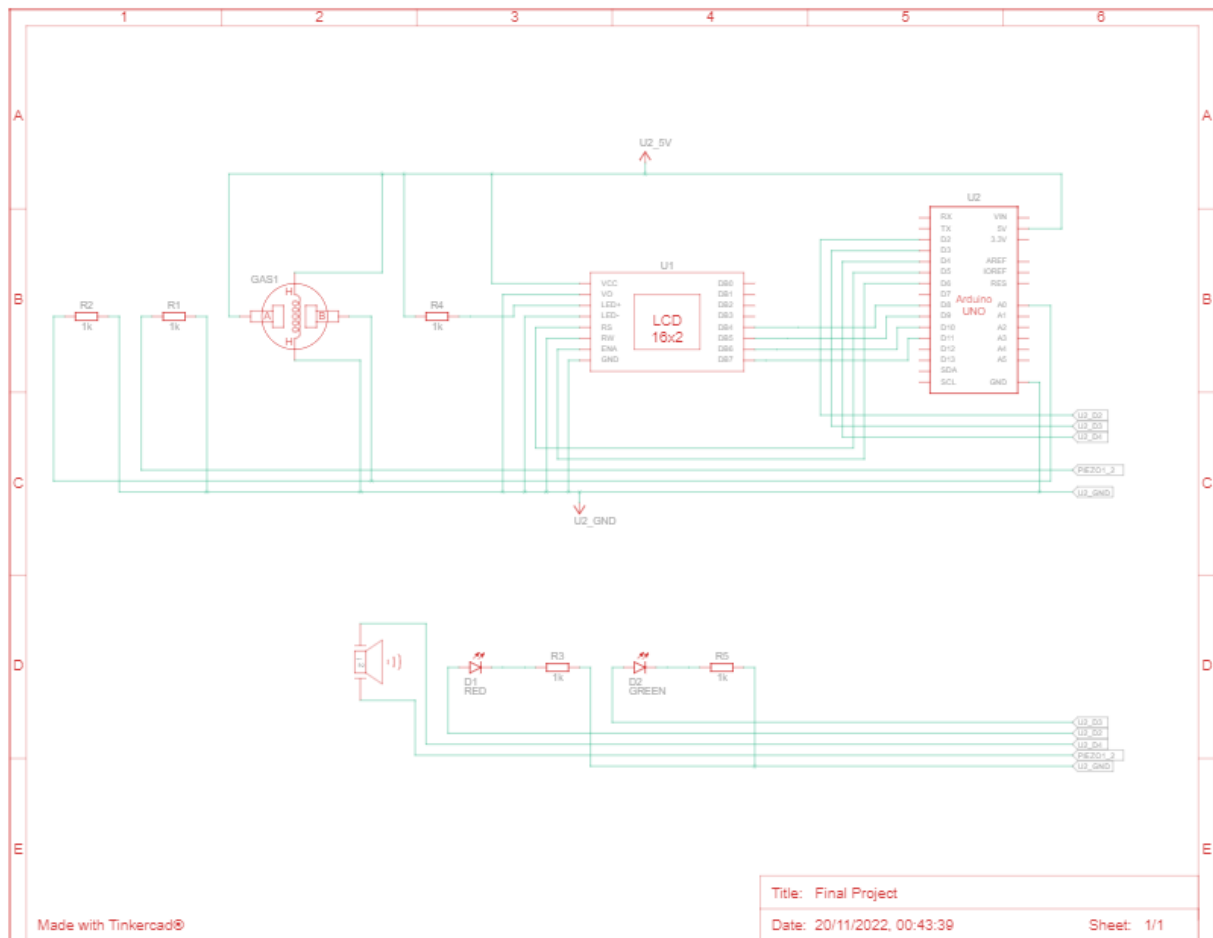 1 2 3 4 5 6
A A
U2_5V
U2
RX VIN
TX 5V
D2 3.3V
D3
D4 AREF
D5 IOREF
D6 RES
D7
D8 A0
D9 A1
D10 A2
D11 A3
D12 A4
D13 A5
SDA
SCL GND
Arduino
UNO
B B
GAS1
H
A B
H
R2
1k
R1
1k
R4
1k
U1
VCC DB0
VO DB1
LED+ DB2
LED- DB3
RS DB4
RW DB5
ENA DB6
GND DB7
LCD
16x2
U2_D2
U2_D3
U2_D4
PIEZO1_2
C C
U2_GND
U2_GND
D D
D1
RED
R3
1k
D2
GREEN
R5
1k
U2_D3
U2_D2
U2_D4
PIEZO1_2
U2_GND
E E
Title: Final Project
Made with Tinkercad®
Date: 20/11/2022, 00:43:39 Sheet: 1/1